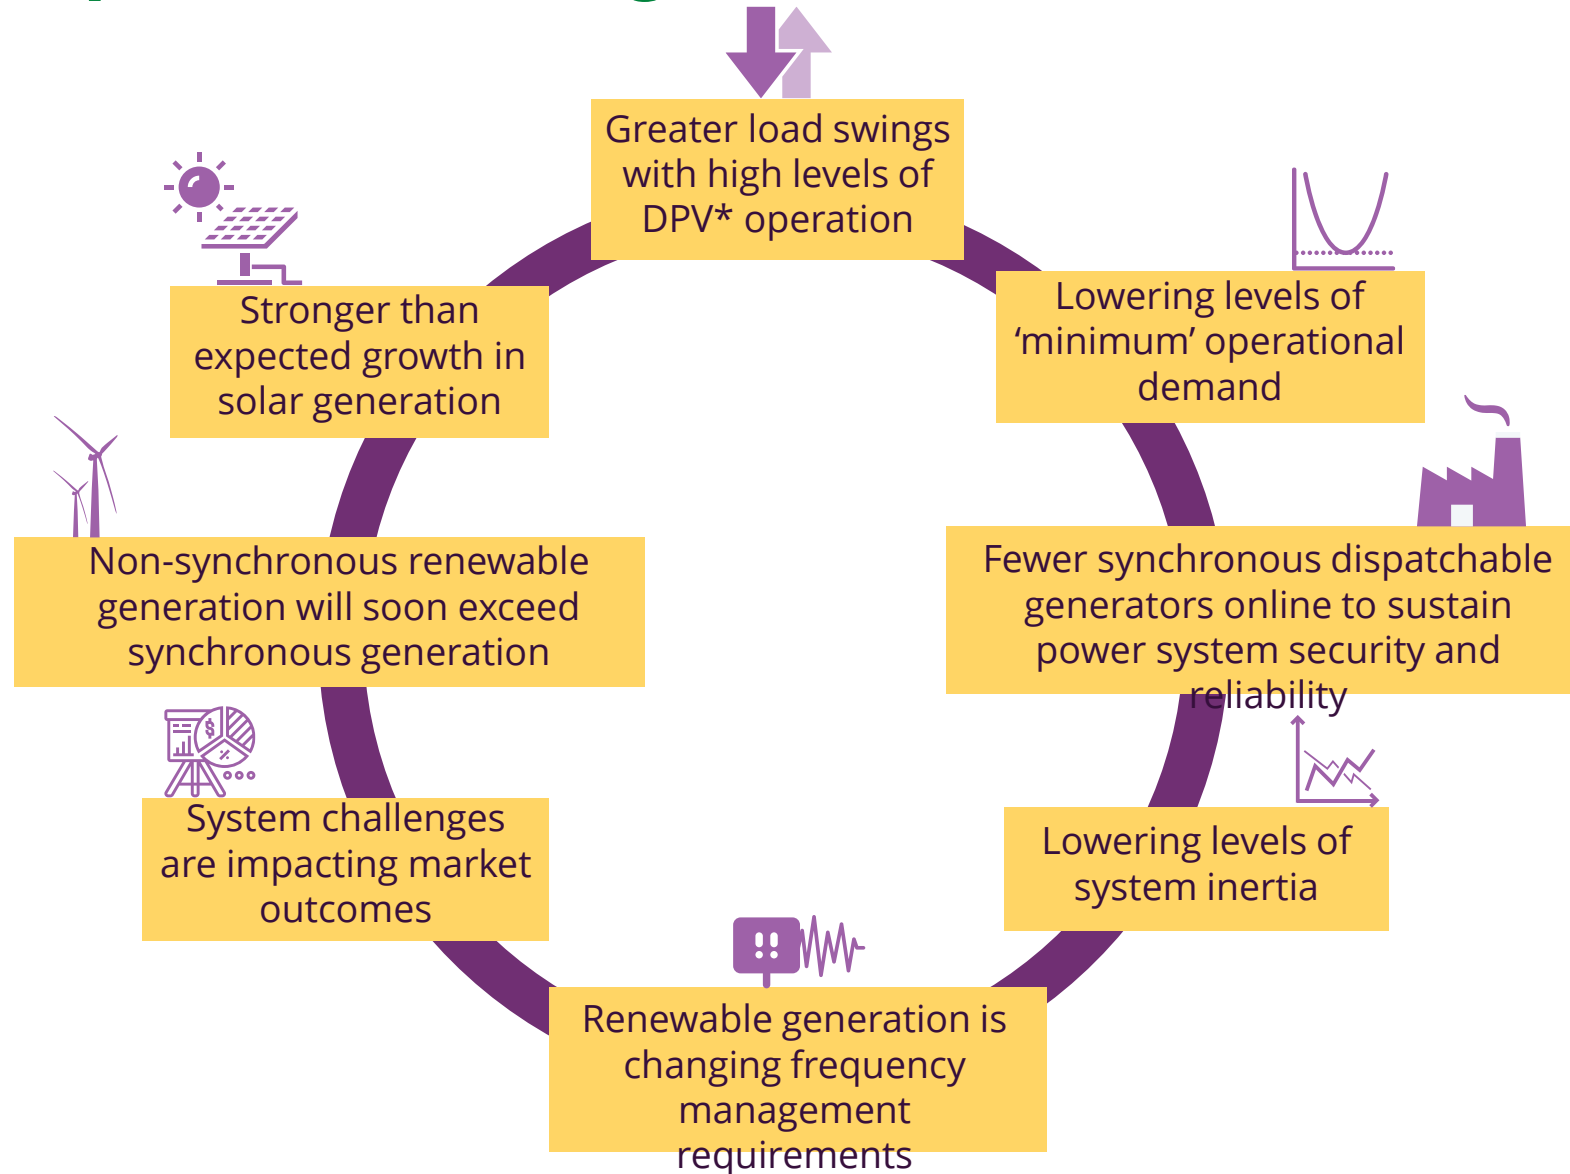 Greater load swings
with high levels of
DPV* operation
Lowering levels of
‘minimum’ operational
demand
Fewer synchronous dispatchable
generators online to sustain
power system security and
reliability
Lowering levels of
system inertia
Renewable generation is
changing frequency
management
requirements
System challenges
are impacting market
outcomes
Non-synchronous renewable
generation will soon exceed
synchronous generation
Stronger than
expected growth in
solar generation
$
%
!!